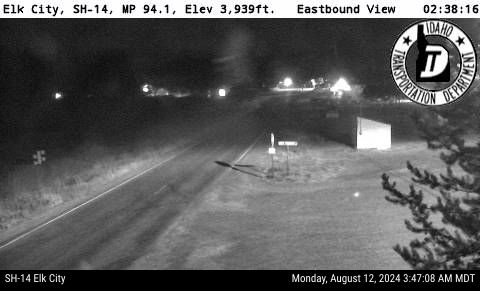 Elk City, SH-14, MP 94.1, Elev 3,939ft. Eastbound View 02:38:16
IDAHO
TRANSPORTATION DEPARTMENT
SH-14 Elk City
Monday, August 12, 2024 3:47:08 AM MDT